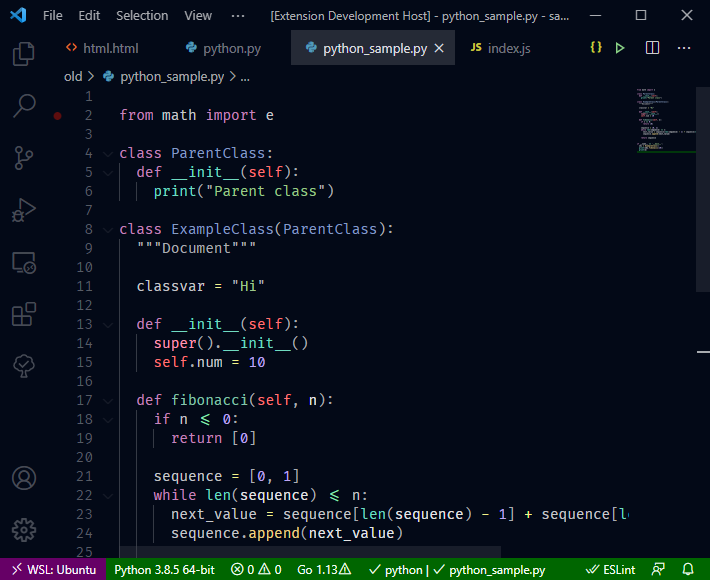 File Edit Selection View ··· [Extension Development Host] - python_sample.py - sa...
html.html python.py python_sample.py JS index.js {} ···
old > python_sample.py > ...
1
2 from math import e
3
4 class ParentClass:
5 def __init__(self):
6 print("Parent class")
7
8 class ExampleClass(ParentClass):
9 """Document"""
10
11 classvar = "Hi"
12
13 def __init__(self):
14 super().__init__()
15 self.num = 10
16
17 def fibonacci(self, n):
18 if n ⩽ 0:
19 return [0]
20
21 sequence = [0, 1]
22 while len(sequence) ⩽ n:
23 next_value = sequence[len(sequence) - 1] + sequence[le
24 sequence.append(next_value)
25
WSL: Ubuntu Python 3.8.5 64-bit 0 0 Go 1.13 ✓ python | ✓ python_sample.py ESLint